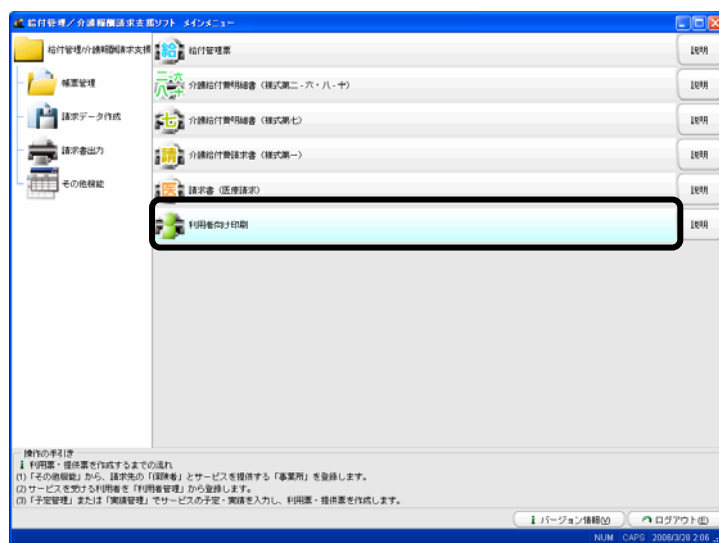 給付管理／介護報酬請求支援ソフト メインメニュー
給付管理/介護報酬請求支援
帳票管理
請求データ作成
請求書出力
その他機能
給
給付管理票
説明
二・六
八・十
介護給付費明細書（様式第二・六・八・十）
説明
七
介護給付費明細書（様式第七）
説明
請
介護給付費請求書（様式第一）
説明
医
請求書（医療請求）
説明
利用者向け印刷
説明
操作の手引き
i 利用票・提供票を作成するまでの流れ
(1)「その他機能」から、請求先の「保険者」とサービスを提供する「事業所」を登録します。
(2)サービスを受ける利用者を「利用者管理」から登録します。
(3)「予定管理」または「実績管理」でサービスの予定・実績を入力し、利用票・提供票を作成します。
i バージョン情報(V)
ログアウト(E)
NUM CAPS 2006/3/28 2:06